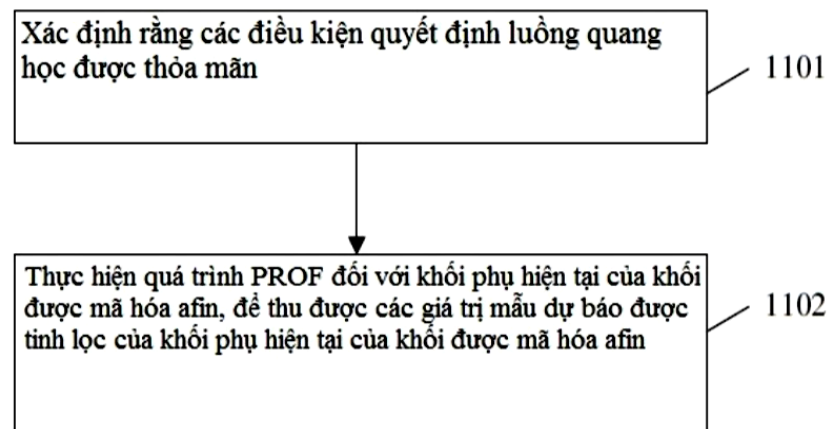 Xác định rằng các điều kiện quyết định luồng quang
học được thỏa mãn
1101
Thực hiện quá trình PROF đối với khối phụ hiện tại của khối
được mã hóa afin, để thu được các giá trị mẫu dự báo được
tinh lọc của khối phụ hiện tại của khối được mã hóa afin
1102